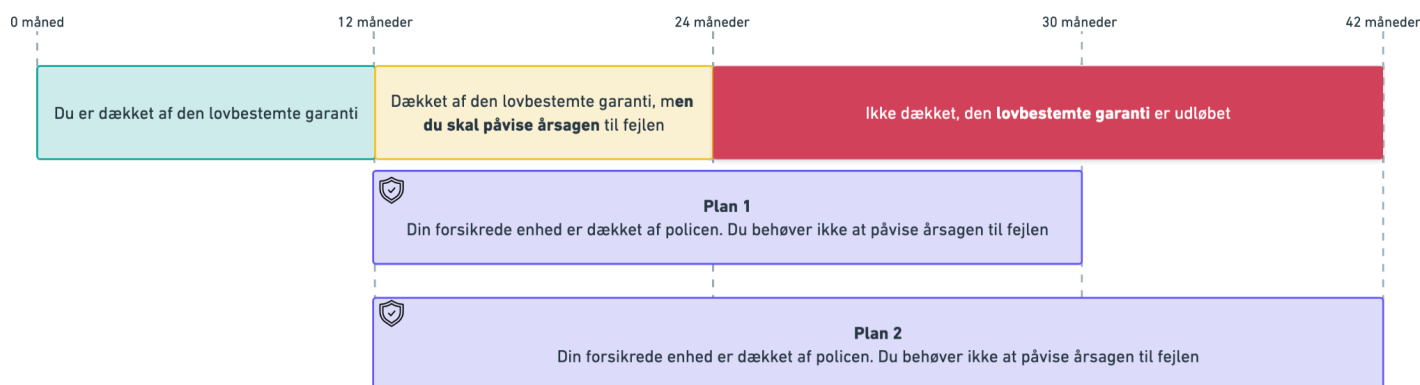 0 måned
12 måneder
24 måneder
30 måneder
42 måneder
Du er dækket af den lovbestemte garanti
Dækket af den lovbestemte garanti, men
du skal påvise årsagen til fejlen
Ikke dækket, den lovbestemte garanti er udløbet
Plan 1
Din forsikrede enhed er dækket af policen. Du behøver ikke at påvise årsagen til fejlen
Plan 2
Din forsikrede enhed er dækket af policen. Du behøver ikke at påvise årsagen til fejlen